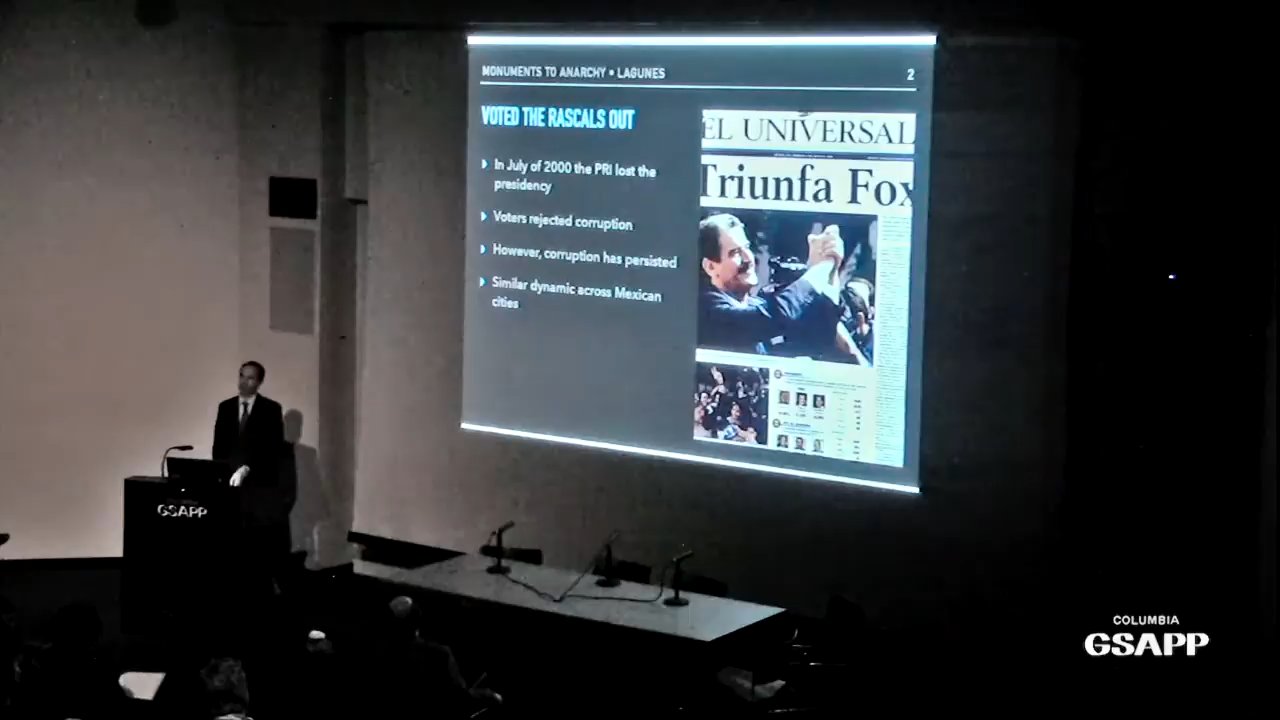 MONUMENTS TO ANARCHY • LAGUNES
2
VOTED THE RASCALS OUT
In July of 2000 the PRI lost the
presidency
Voters rejected corruption
However, corruption has persisted
Similar dynamic across Mexican
cities
EL UNIVERSAL
Triunfa Fox
GSAPP
COLUMBIA
GSAPP